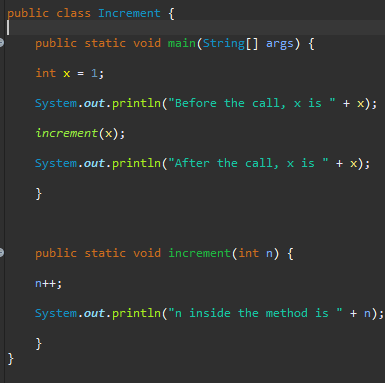 public class Increment {
public static void main(String[] args) {
int x = 1;
System.out.println("Before the call, x is " + x);
increment(x);
System.out.println("After the call, x is " + x);
}
public static void increment(int n) {
n++;
System.out.println("n inside the method is " + n);
}
}